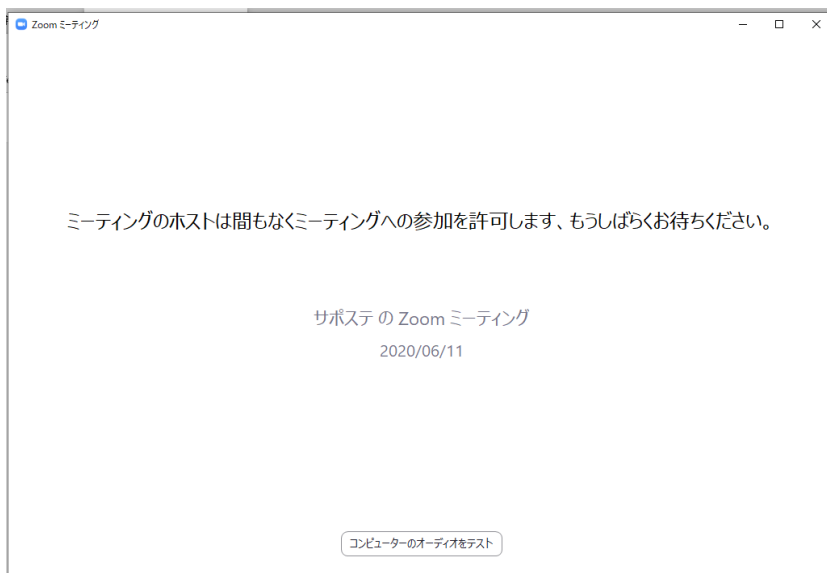 Zoom ミーティング
ミーティングのホストは間もなくミーティングへの参加を許可します、もうしばらくお待ちください。
サポステ の Zoom ミーティング
2020/06/11
コンピューターのオーディオをテスト